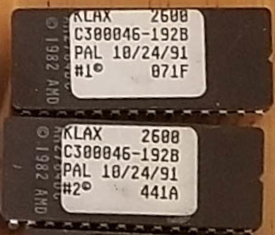 KLAX 2600
C300046-192B
PAL 10/24/91
#1© 071F
© 1982 AMD
KLAX 2600
C300046-192B
PAL 10/24/91
#2© 441A
© 1982 AMD